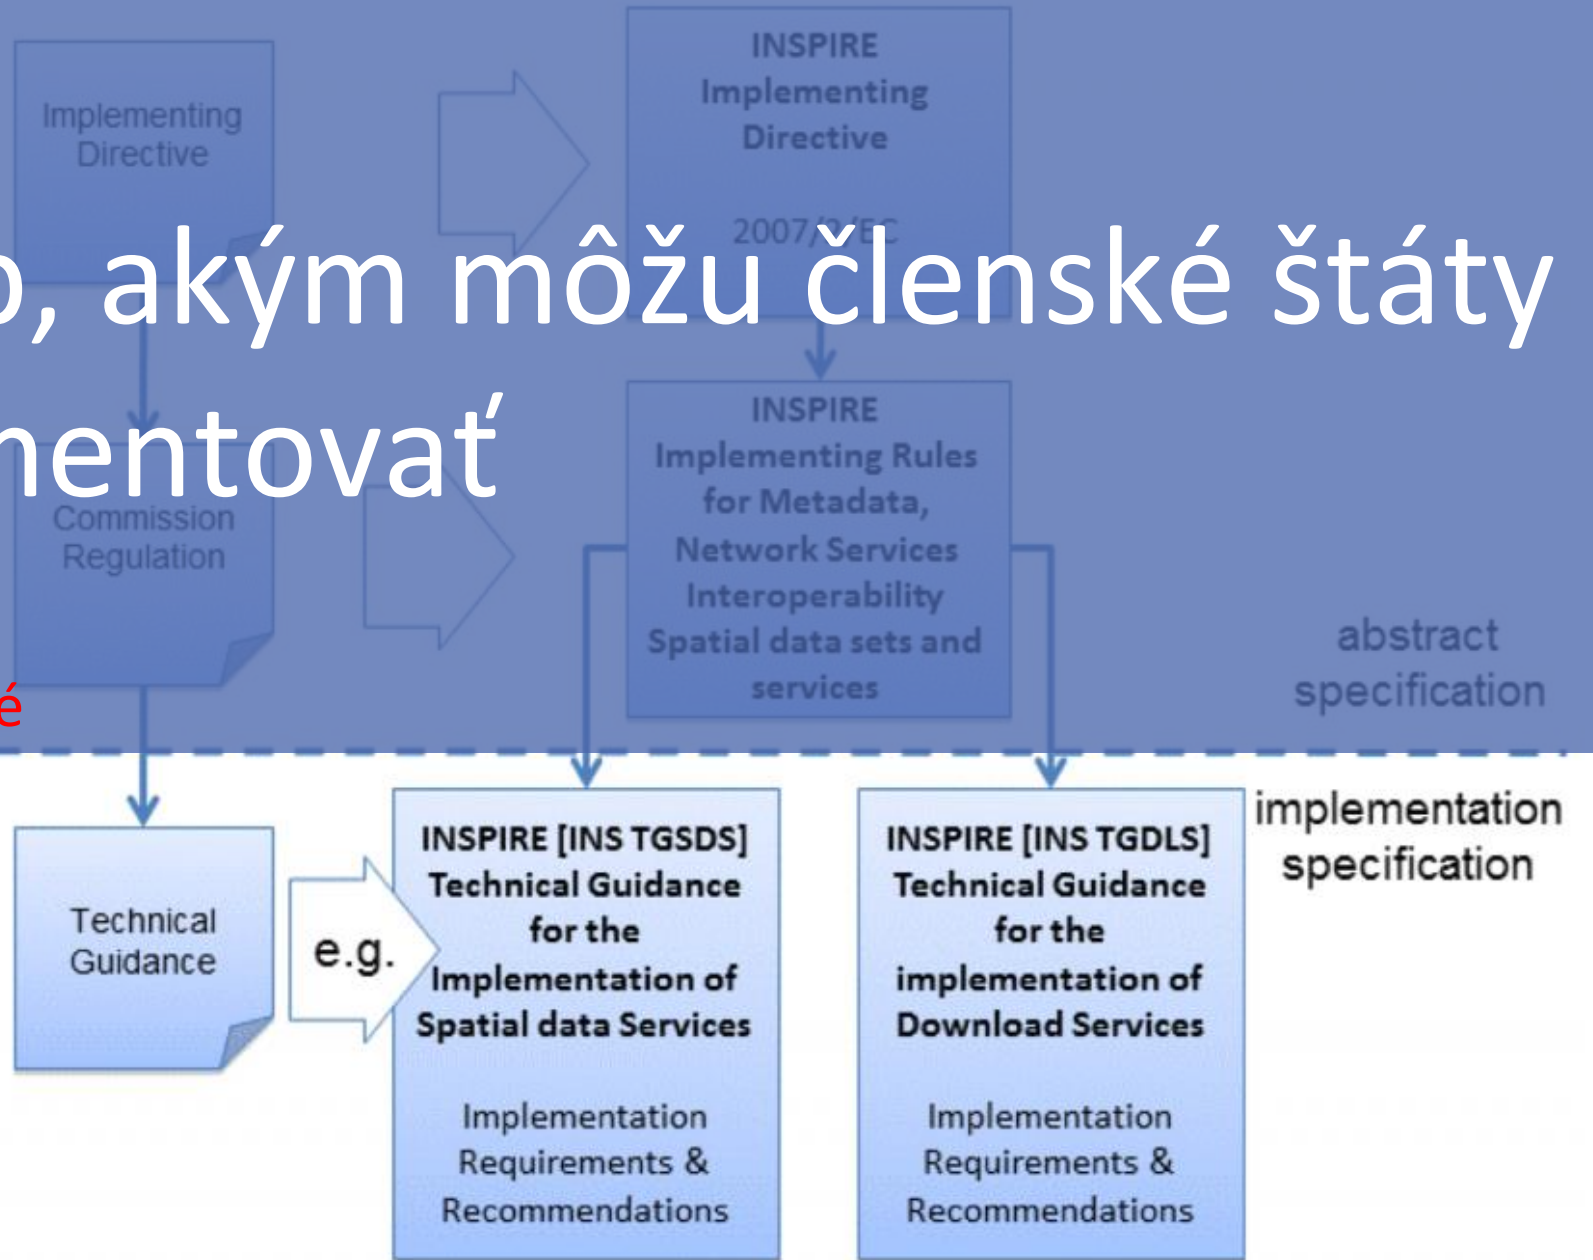 INSPIRE
Implementing
Directive
2007/2/EC
Implementing
Directive
, akým môžu členské štáty
Commission
Regulation
INSPIRE
Implementing Rules
for Metadata,
Network Services
Interoperability
Spatial data sets and
services
abstract
specification
implementation
specification
Technical
Guidance
e.g.
INSPIRE [INS TGSDS]
Technical Guidance
for the
Implementation of
Spatial data Services
Implementation
Requirements &
Recommendations
INSPIRE [INS TGDLS]
Technical Guidance
for the
implementation of
Download Services
Implementation
Requirements &
Recommendations